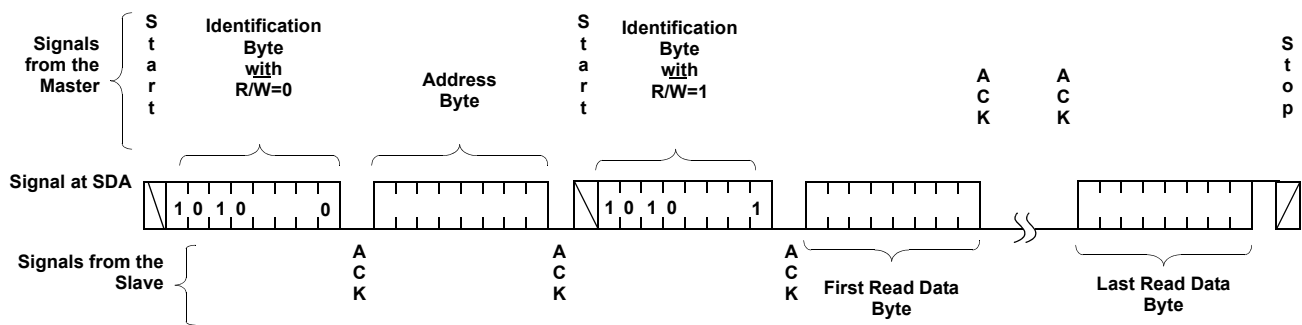 Signals
from the
Master
S
t
a
r
t
Identification
Byte
with
R/W=0
Address
Byte
S
t
a
r
t
Identification
Byte
with
R/W=1
A
C
K
A
C
K
S
t
o
p
Signal at SDA
1 0 1 0 0
1 0 1 0 1
Signals from the
Slave
A
C
K
A
C
K
A
C
K
First Read Data
Byte
Last Read Data
Byte